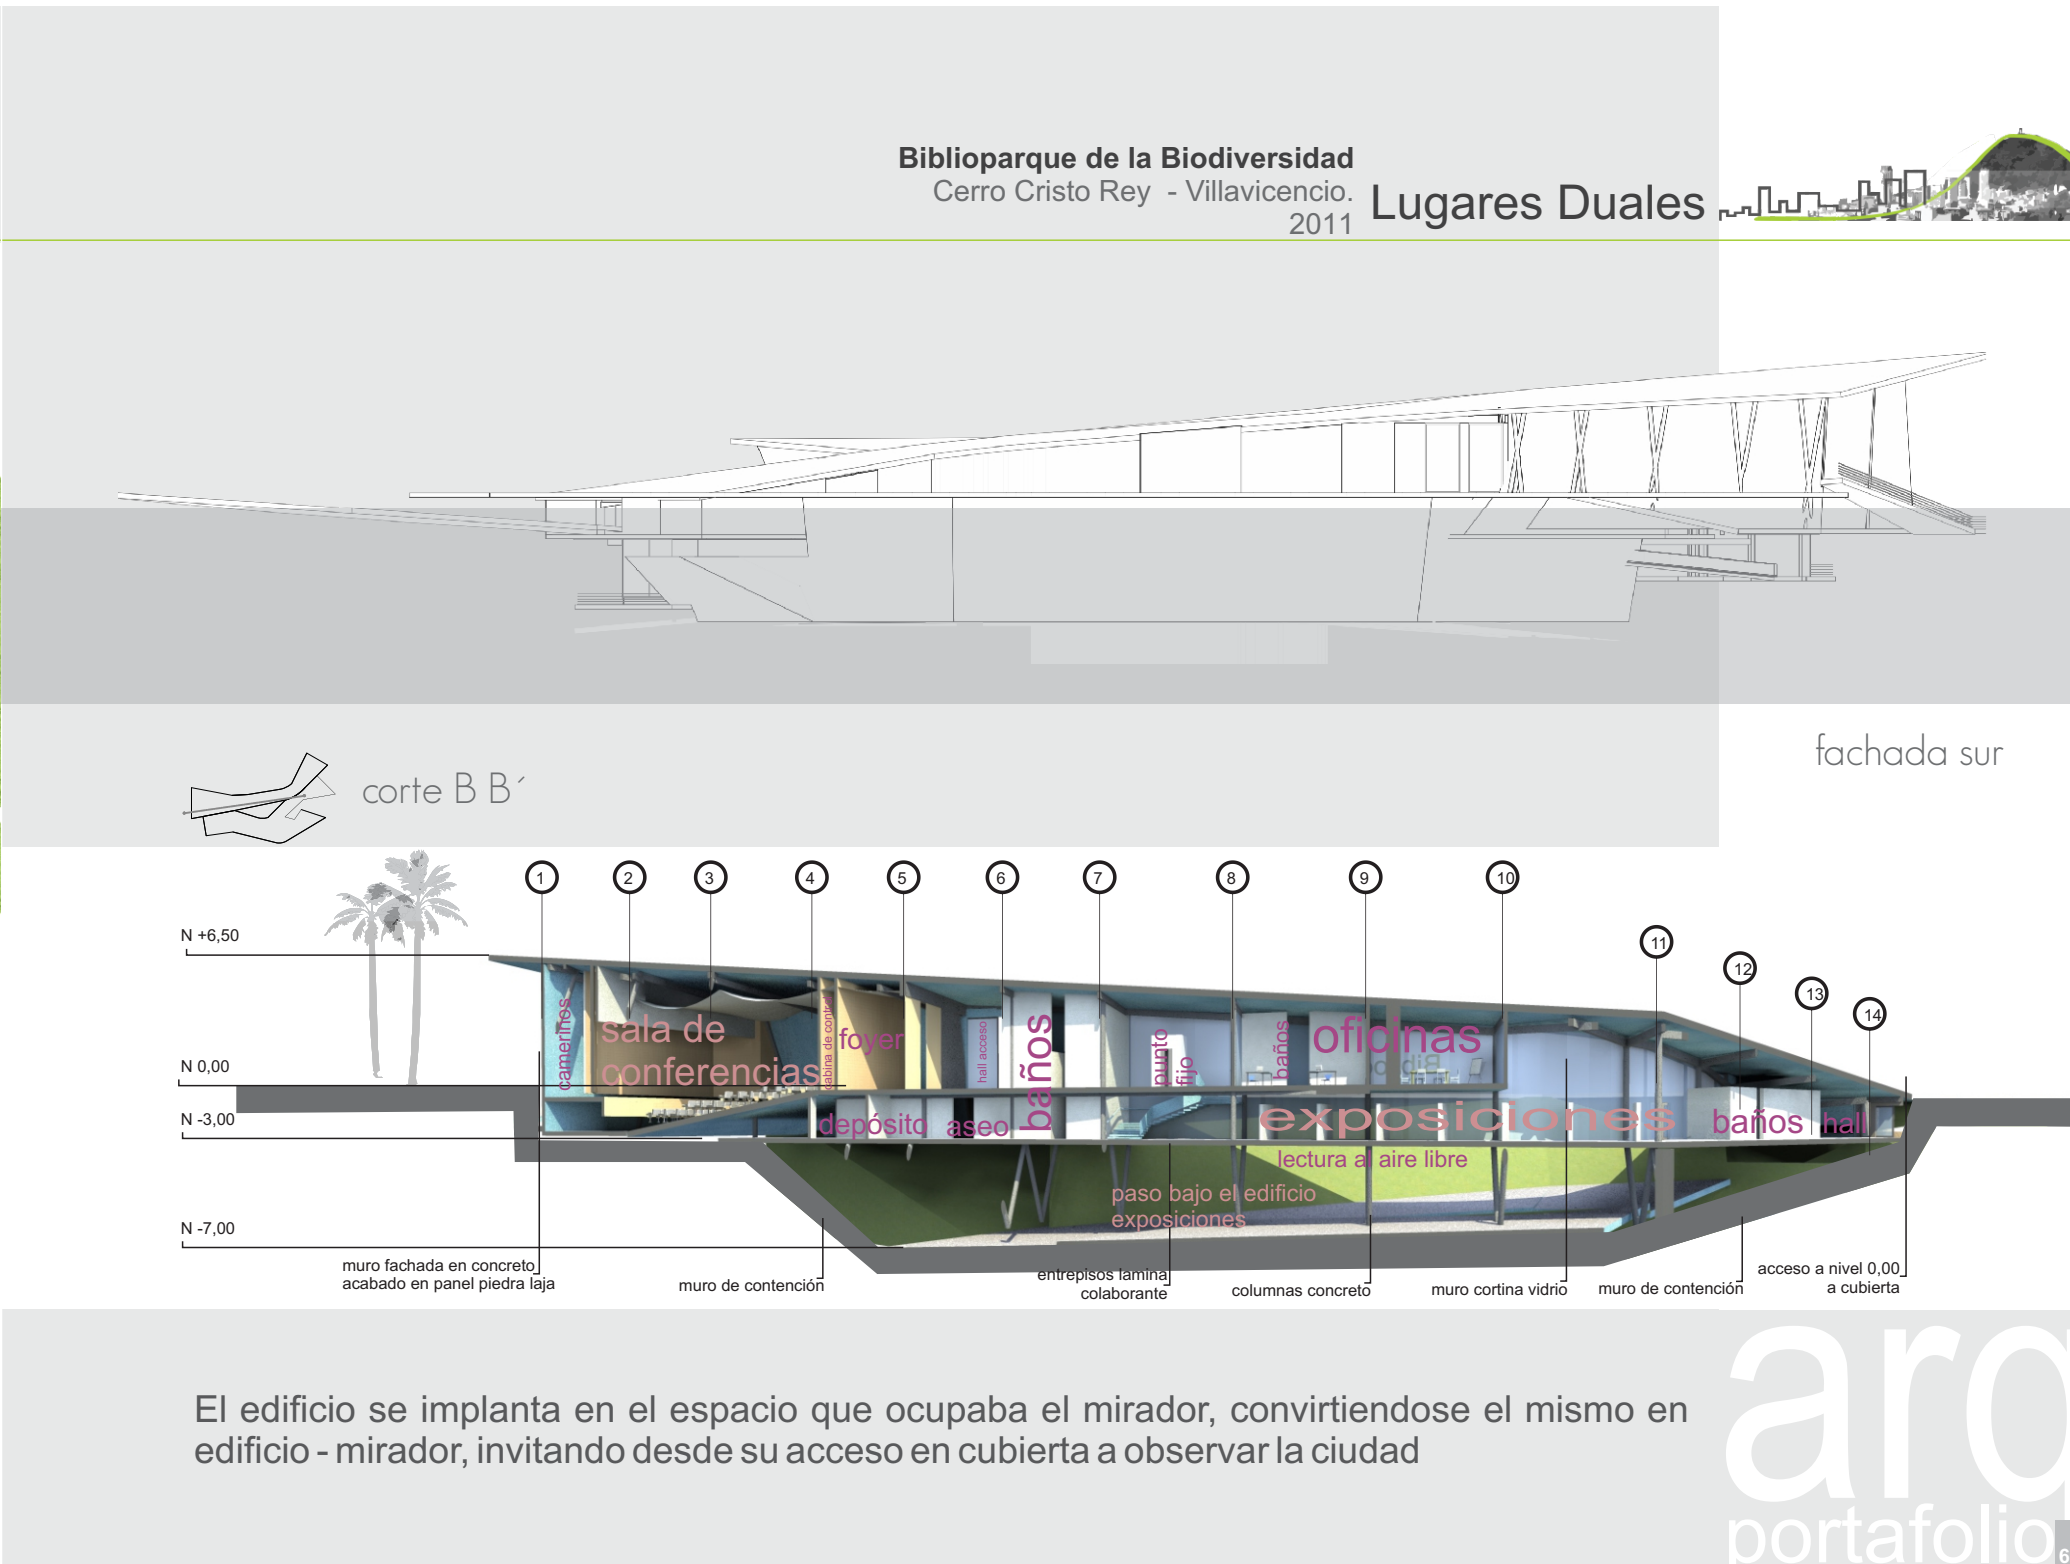 Biblioparque de la Biodiversidad
Cerro Cristo Rey - Villavicencio.
2011
Lugares Duales
fachada sur
corte B B´
1
2
3
4
5
6
7
8
9
10
11
12
13
14
N +6,50
N 0,00
N -3,00
N -7,00
camerinos
sala de
conferencias
cabina de control
foyer
hall acceso
baños
punto
fijo
baños
oficinas
depósito
aseo
exposiciones
baños
hall
lectura al aire libre
paso bajo el edificio
exposiciones
muro fachada en concreto
acabado en panel piedra laja
muro de contención
entrepisos lamina
colaborante
columnas concreto
muro cortina vidrio
muro de contención
acceso a nivel 0,00
a cubierta
El edificio se implanta en el espacio que ocupaba el mirador, convirtiendose el mismo en
edificio - mirador, invitando desde su acceso en cubierta a observar la ciudad
arq
portafolio
6